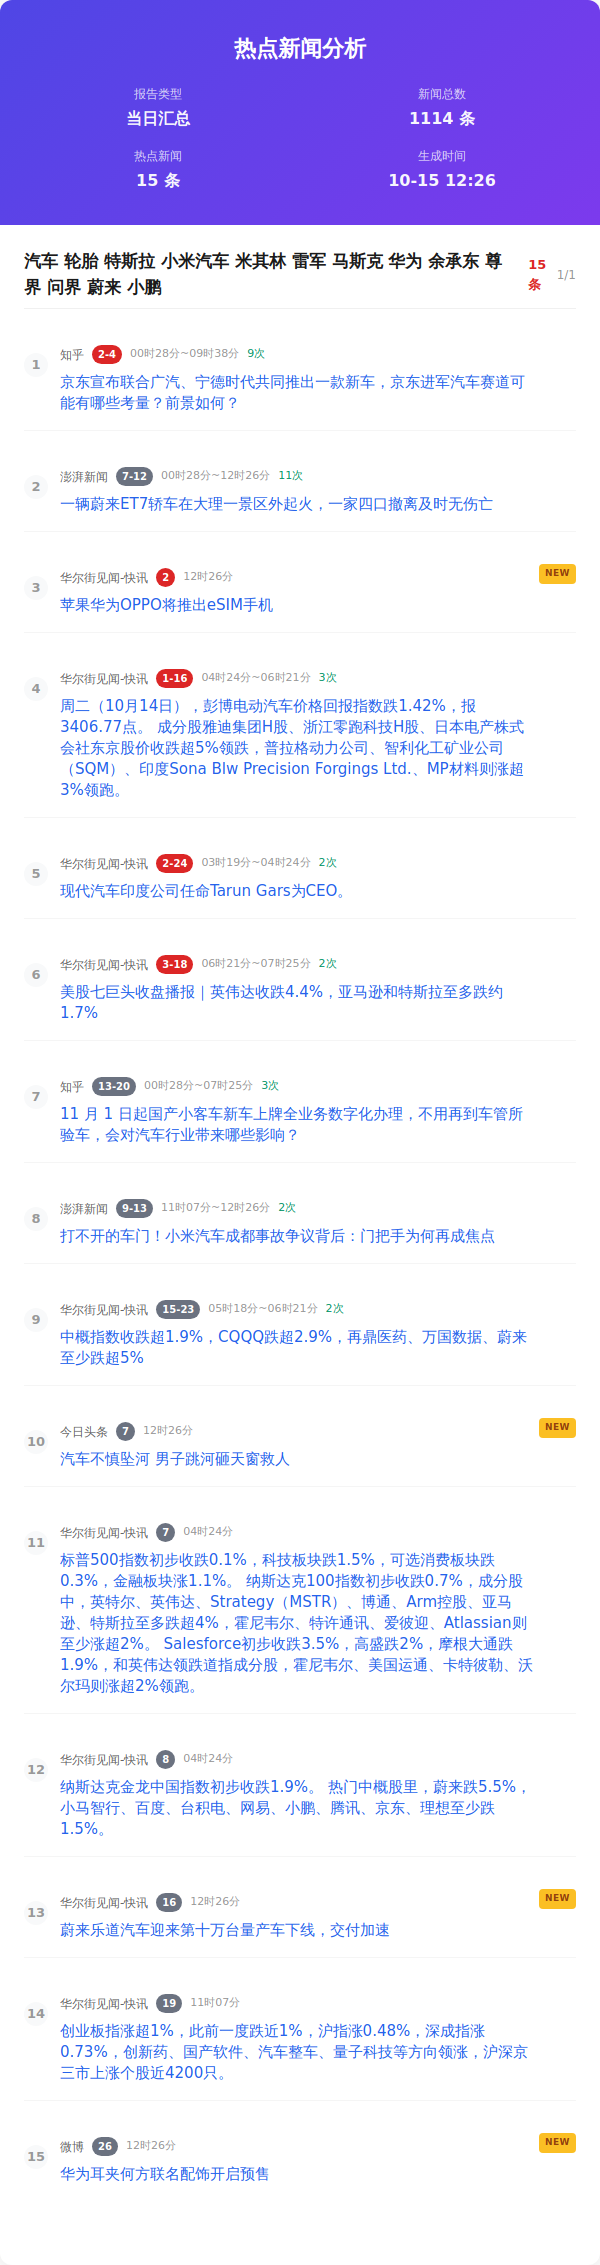 热点新闻分析
报告类型
新闻总数
当日汇总
1114 条
热点新闻
生成时间
15 条
10-15 12:26
汽车 轮胎 特斯拉 小米汽车 米其林 雷军 马斯克 华为 余承东 尊
界 问界 蔚来 小鹏
15
条
1/1
1
知乎 2-4 00时28分~09时38分 9次
京东宣布联合广汽、宁德时代共同推出一款新车，京东进军汽车赛道可
能有哪些考量？前景如何？
2
澎湃新闻 7-12 00时28分~12时26分 11次
一辆蔚来ET7轿车在大理一景区外起火，一家四口撤离及时无伤亡
3
华尔街见闻-快讯 2 12时26分
NEW
苹果华为OPPO将推出eSIM手机
4
华尔街见闻-快讯 1-16 04时24分~06时21分 3次
周二（10月14日），彭博电动汽车价格回报指数跌1.42%，报
3406.77点。 成分股雅迪集团H股、浙江零跑科技H股、日本电产株式
会社东京股价收跌超5%领跌，普拉格动力公司、智利化工矿业公司
（SQM）、印度Sona Blw Precision Forgings Ltd.、MP材料则涨超
3%领跑。
5
华尔街见闻-快讯 2-24 03时19分~04时24分 2次
现代汽车印度公司任命Tarun Gars为CEO。
6
华尔街见闻-快讯 3-18 06时21分~07时25分 2次
美股七巨头收盘播报｜英伟达收跌4.4%，亚马逊和特斯拉至多跌约
1.7%
7
知乎 13-20 00时28分~07时25分 3次
11 月 1 日起国产小客车新车上牌全业务数字化办理，不用再到车管所
验车，会对汽车行业带来哪些影响？
8
澎湃新闻 9-13 11时07分~12时26分 2次
打不开的车门！小米汽车成都事故争议背后：门把手为何再成焦点
9
华尔街见闻-快讯 15-23 05时18分~06时21分 2次
中概指数收跌超1.9%，CQQQ跌超2.9%，再鼎医药、万国数据、蔚来
至少跌超5%
10
今日头条 7 12时26分
NEW
汽车不慎坠河 男子跳河砸天窗救人
11
华尔街见闻-快讯 7 04时24分
标普500指数初步收跌0.1%，科技板块跌1.5%，可选消费板块跌
0.3%，金融板块涨1.1%。 纳斯达克100指数初步收跌0.7%，成分股
中，英特尔、英伟达、Strategy（MSTR）、博通、Arm控股、亚马
逊、特斯拉至多跌超4%，霍尼韦尔、特许通讯、爱彼迎、Atlassian则
至少涨超2%。 Salesforce初步收跌3.5%，高盛跌2%，摩根大通跌
1.9%，和英伟达领跌道指成分股，霍尼韦尔、美国运通、卡特彼勒、沃
尔玛则涨超2%领跑。
12
华尔街见闻-快讯 8 04时24分
纳斯达克金龙中国指数初步收跌1.9%。 热门中概股里，蔚来跌5.5%，
小马智行、百度、台积电、网易、小鹏、腾讯、京东、理想至少跌
1.5%。
13
华尔街见闻-快讯 16 12时26分
NEW
蔚来乐道汽车迎来第十万台量产车下线，交付加速
14
华尔街见闻-快讯 19 11时07分
创业板指涨超1%，此前一度跌近1%，沪指涨0.48%，深成指涨
0.73%，创新药、国产软件、汽车整车、量子科技等方向领涨，沪深京
三市上涨个股近4200只。
15
微博 26 12时26分
NEW
华为耳夹何方联名配饰开启预售